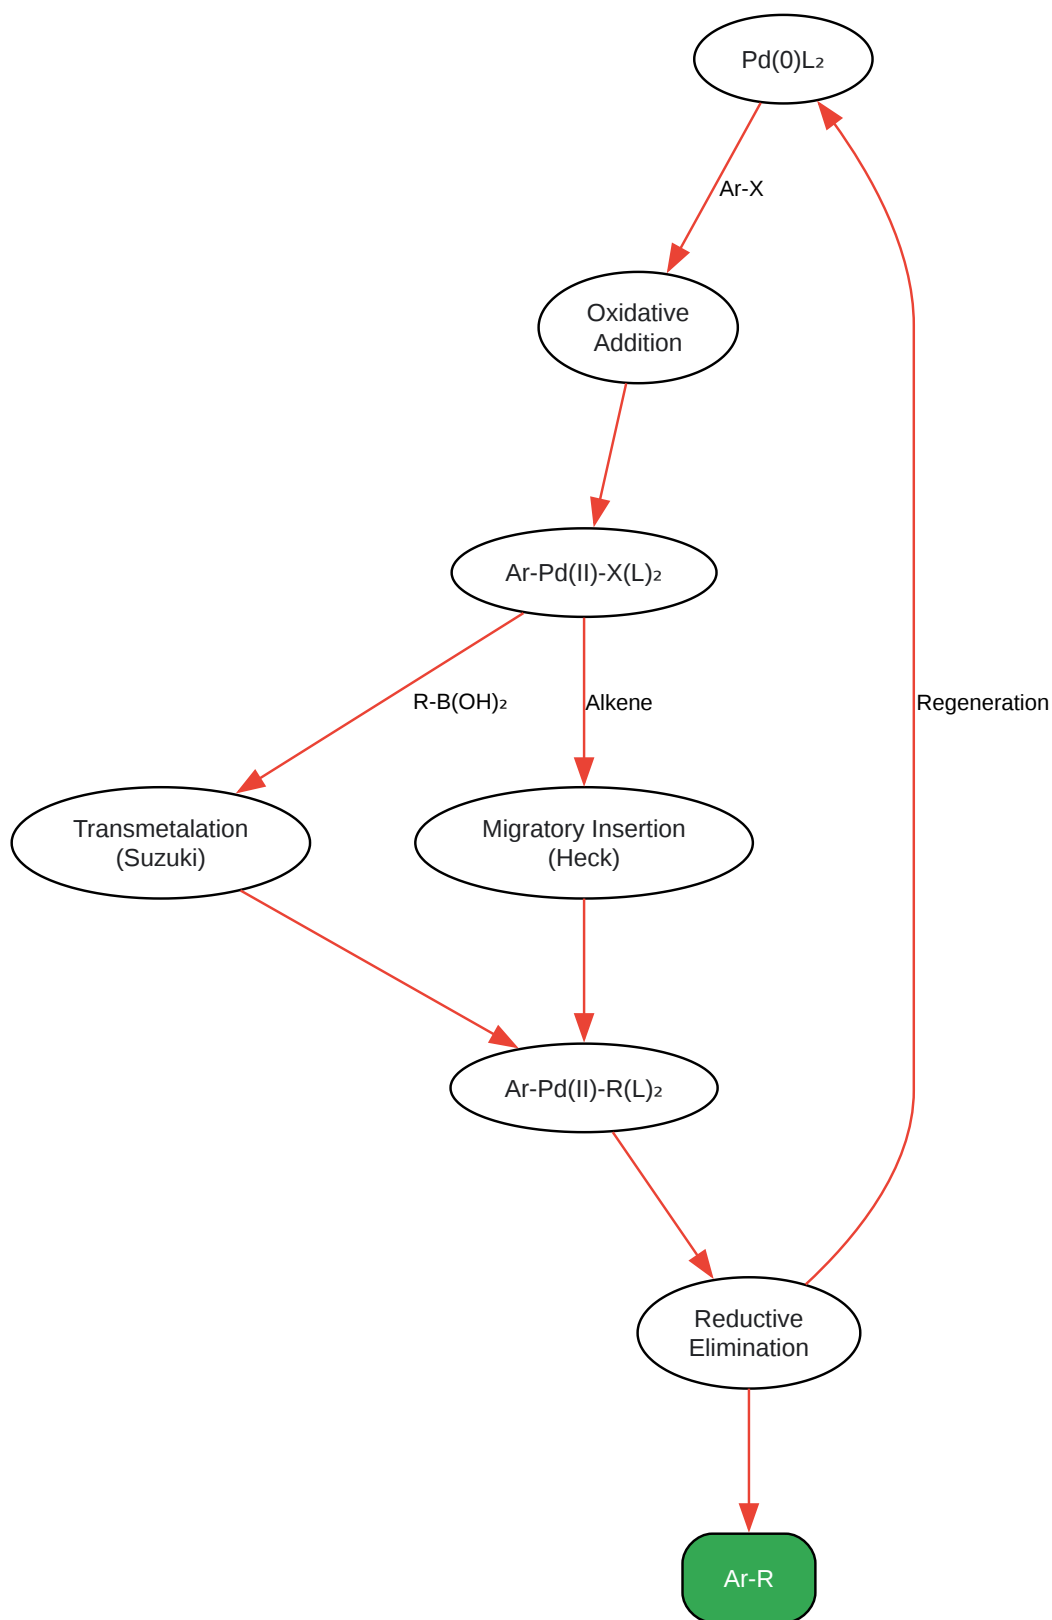 Pd(0)L₂
Ar-X
Oxidative
Addition
Ar-Pd(II)-X(L)₂
R-B(OH)₂
Alkene
Regeneration
Transmetalation
(Suzuki)
Migratory Insertion
(Heck)
Ar-Pd(II)-R(L)₂
Reductive
Elimination
Ar-R